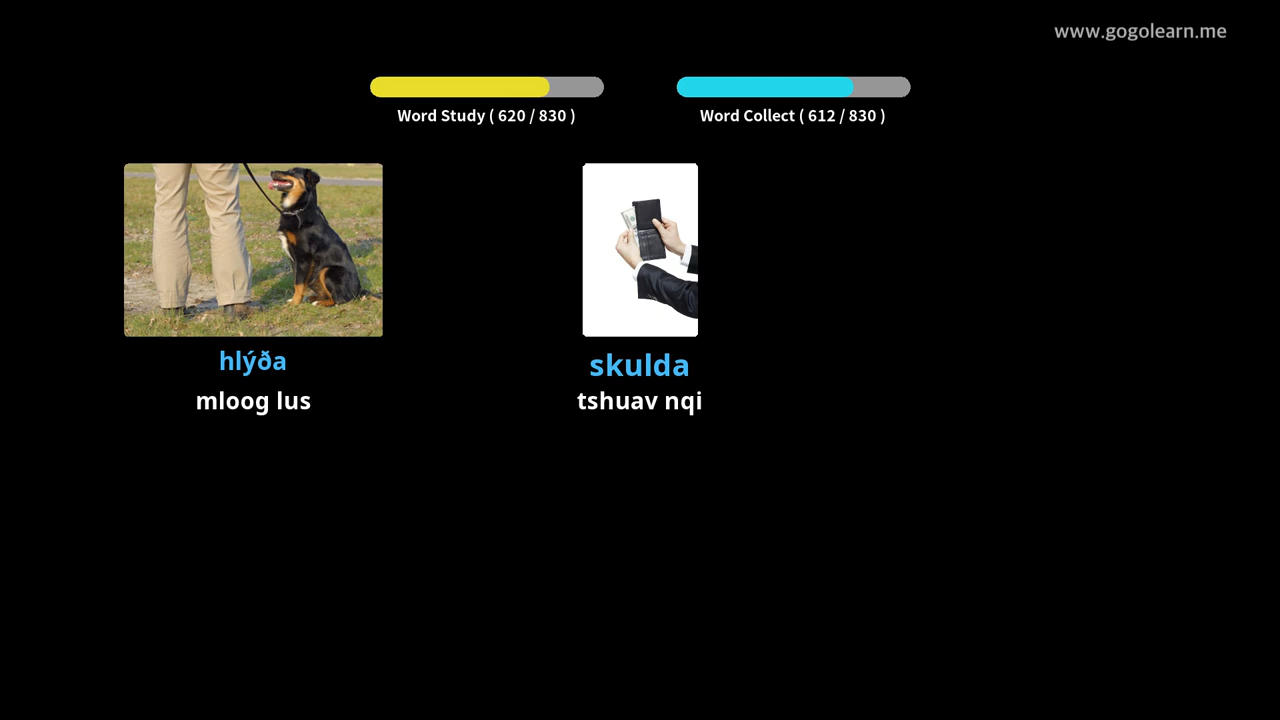 www.gogolearn.me
Word Study ( 620 / 830 )
Word Collect ( 612 / 830 )
hlýða
mloog lus
skulda
tshuav nqi